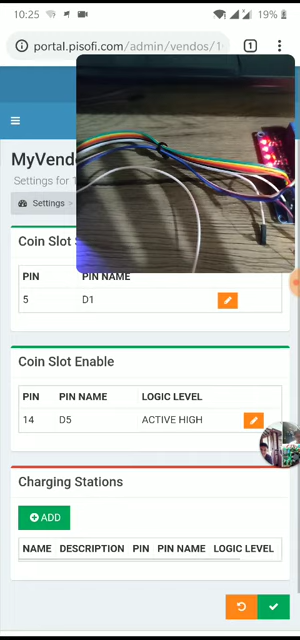 10:25
19%
portal.pisofi.com/admin/vendos/1
1
MyVend
Settings for 1
Settings >
Coin Slot S
PIN PIN NAME
5 D1
Coin Slot Enable
PIN PIN NAME LOGIC LEVEL
14 D5 ACTIVE HIGH
Charging Stations
ADD
NAME DESCRIPTION PIN PIN NAME LOGIC LEVEL